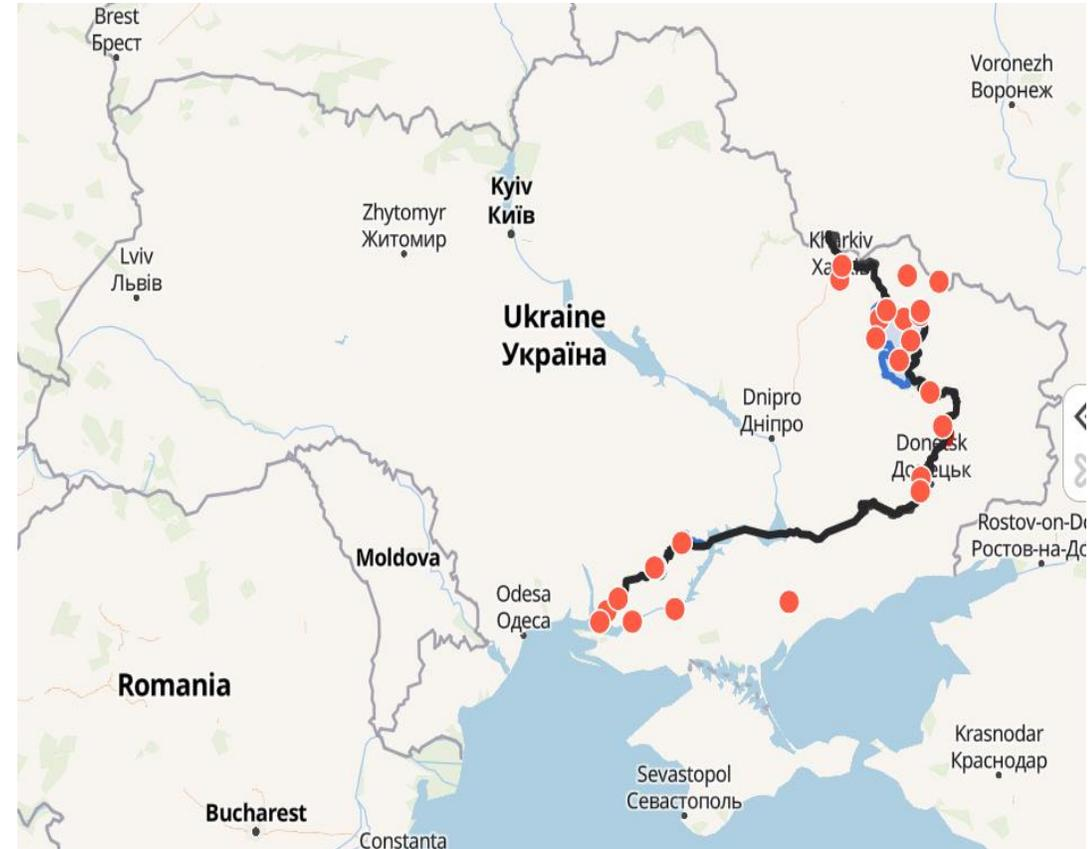 Brest
Брест
Voronezh
Воронеж
Kyiv
Київ
Zhytomyr
Житомир
Lviv
Львів
Ukraine
Україна
Dnipro
Дніпро
Moldova
Odesa
Одеса
Romania
Sevastopol
Севастополь
Krasnodar
Краснодар
Bucharest
Constanta